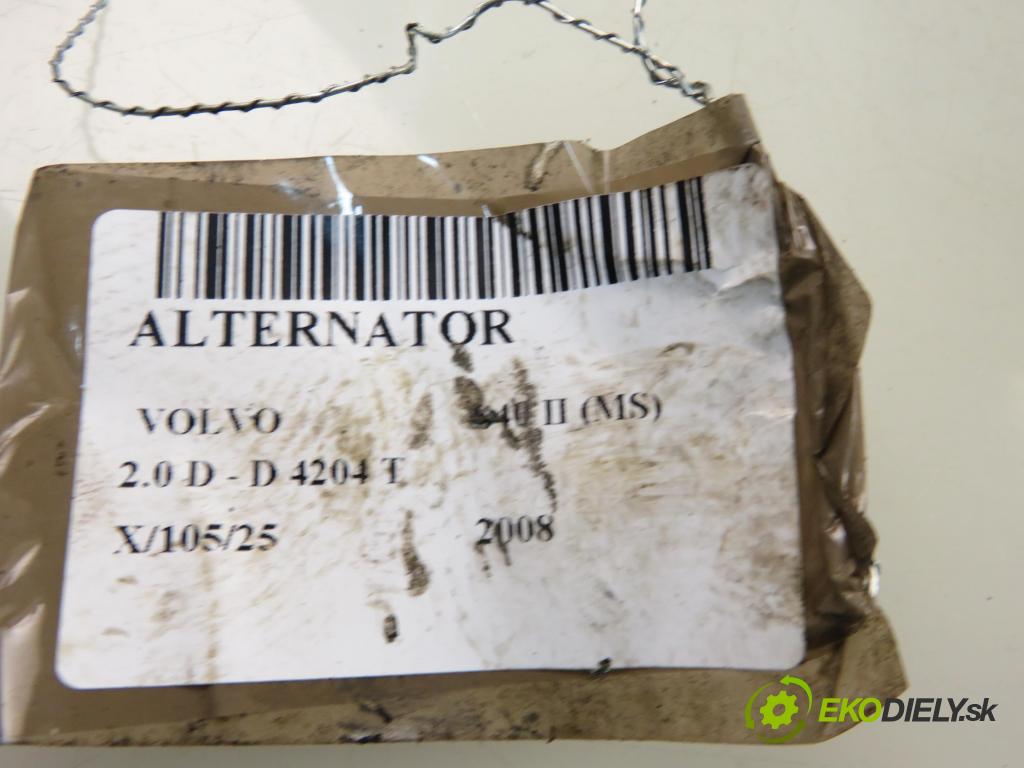 ALTERNATOR
VOLVO II (MS)
2.0 D - D 4204 T
X/105/25 2008
EKODIELY.sk